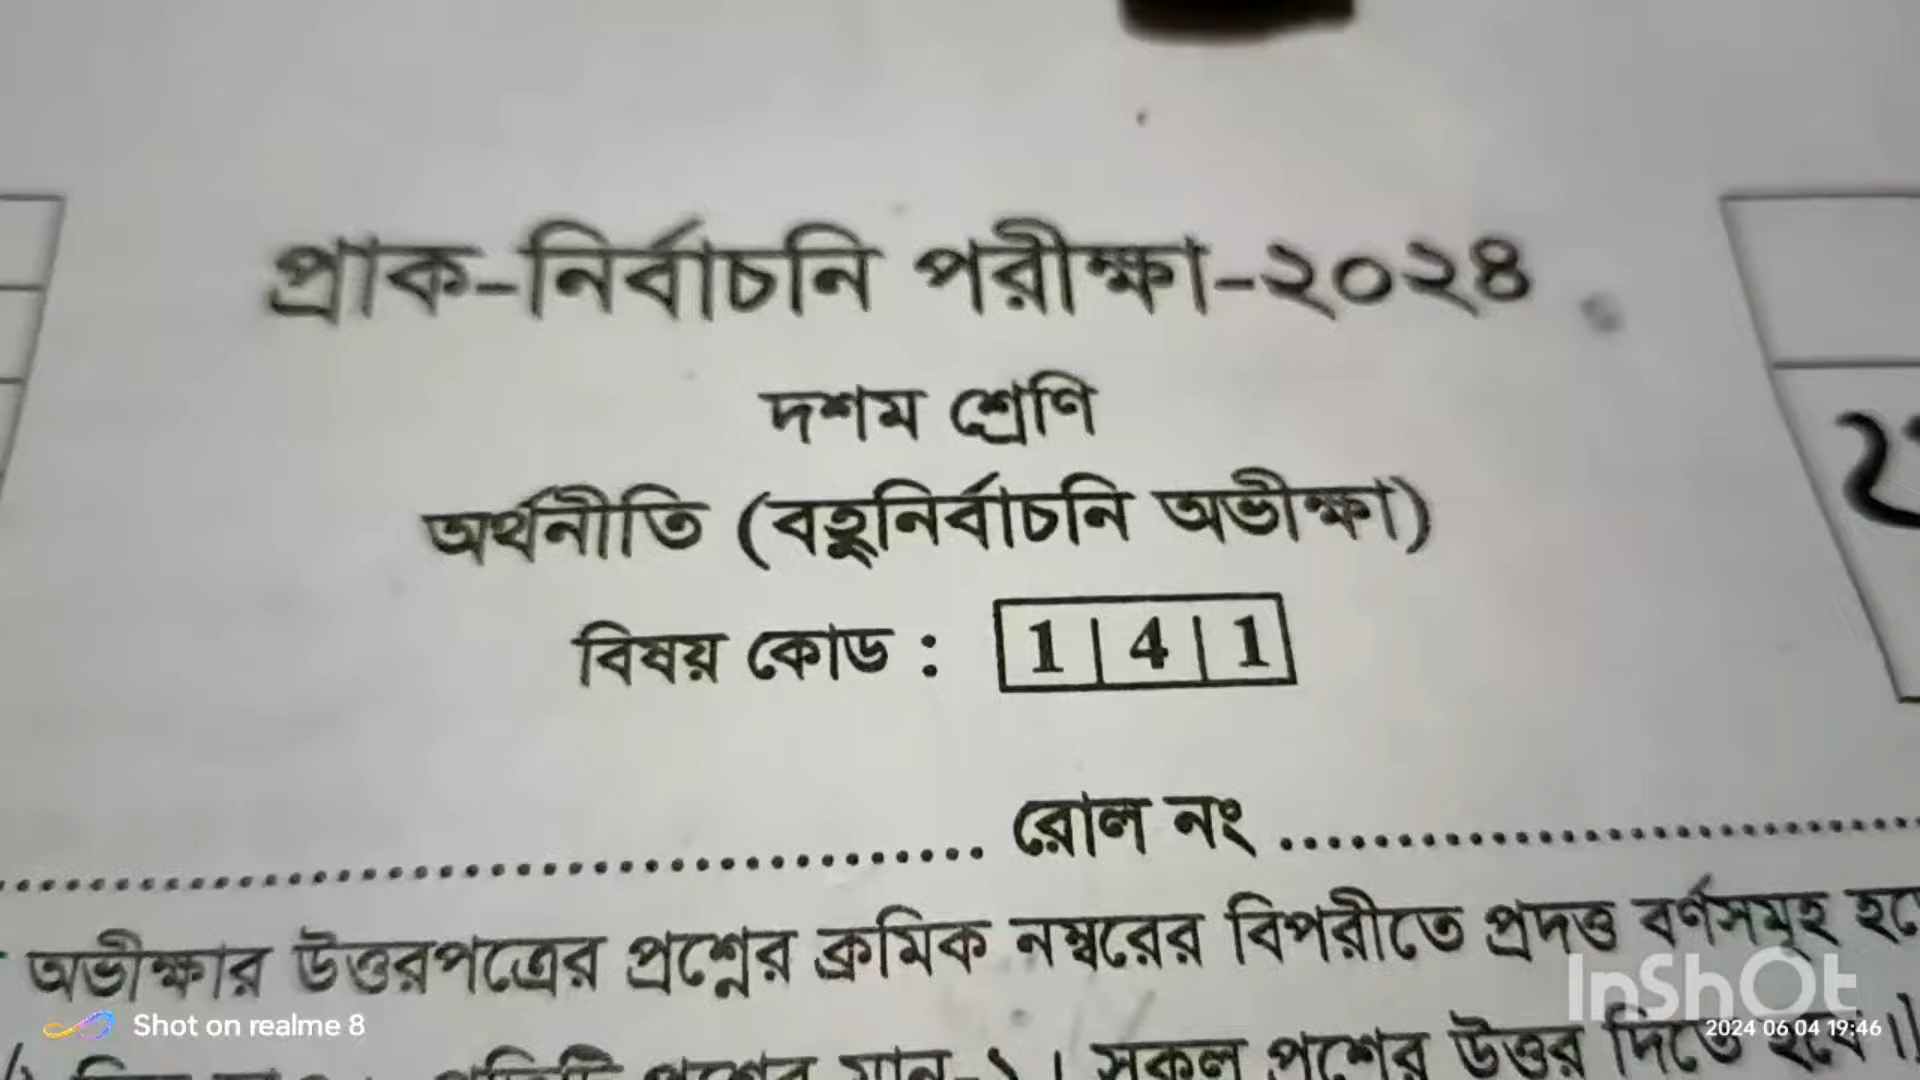 প্রাক-নির্বাচনি পরীক্ষা-২০২৪
দশম শ্রেণি
অর্থনীতি (বহুনির্বাচনি অভীক্ষা)
বিষয় কোড : 1 4 1
.............................. রোল নং ..............................
অভীক্ষার উত্তরপত্রের প্রশ্নের ক্রমিক নম্বরের বিপরীতে প্রদত্ত বর্ণসমূহ
মান-১। সকল প্রশ্নের উত্তর দিতে হবে।
InShOt
Shot on realme 8
2024 06 04 19:46